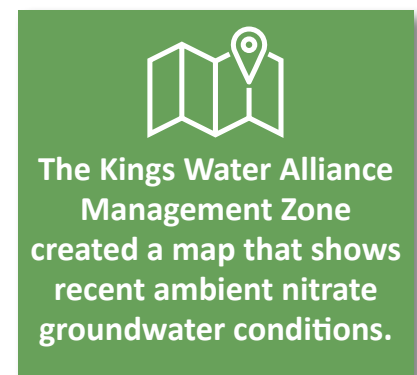 The Kings Water Alliance
Management Zone
created a map that shows
recent ambient nitrate
groundwater conditions.